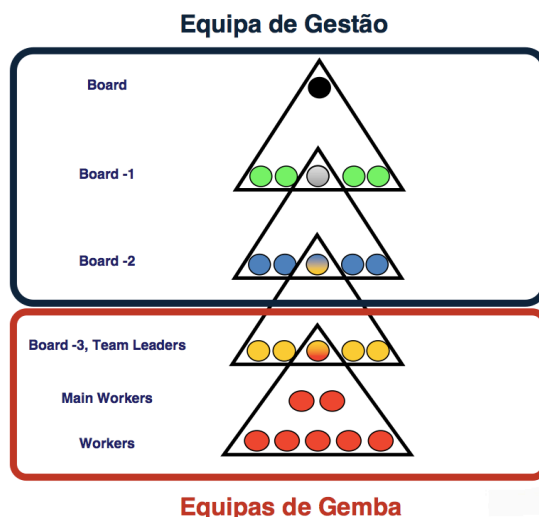 Equipa de Gestão
Board
Board -1
Board -2
Board -3, Team Leaders
Main Workers
Workers
Equipas de Gemba